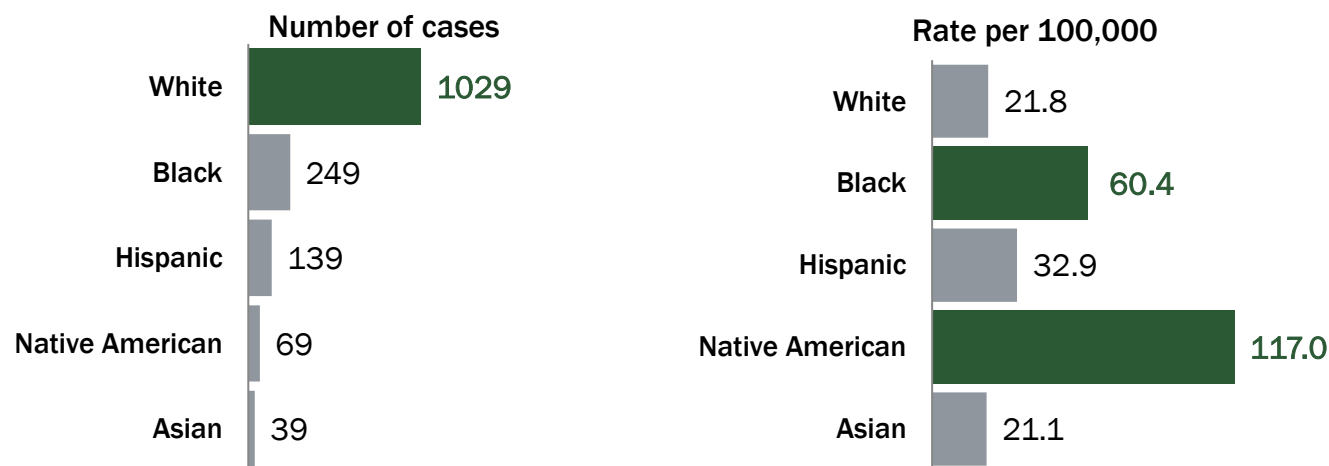 Number of cases
White 1029
Black 249
Hispanic 139
Native American 69
Asian 39
Rate per 100,000
White 21.8
Black 60.4
Hispanic 32.9
Native American 117.0
Asian 21.1